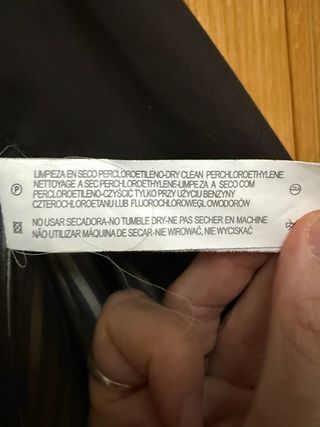 LIMPIEZA EN SECO PERCLOROETILENO-DRY CLEAN PERCHLOROETHYLENE
NETTOYAGE A SEC PERCHLOROETHYLENE-LIMPEZA A SECO COM
PERCLOROETILENO-CZYŚCIĆ TYLKO PRZY UŻYCIU BENZYNY
CZTEROCHLOROETANU LUB FLUOROCHLOROWEGLOWODORÓW
P
NO USAR SECADORA-NO TUMBLE DRY-NE PAS SECHER EN MACHINE
NÃO UTILIZAR MÁQUINA DE SECAR-NIE WIROWAĆ, NIE WYCISKAĆ